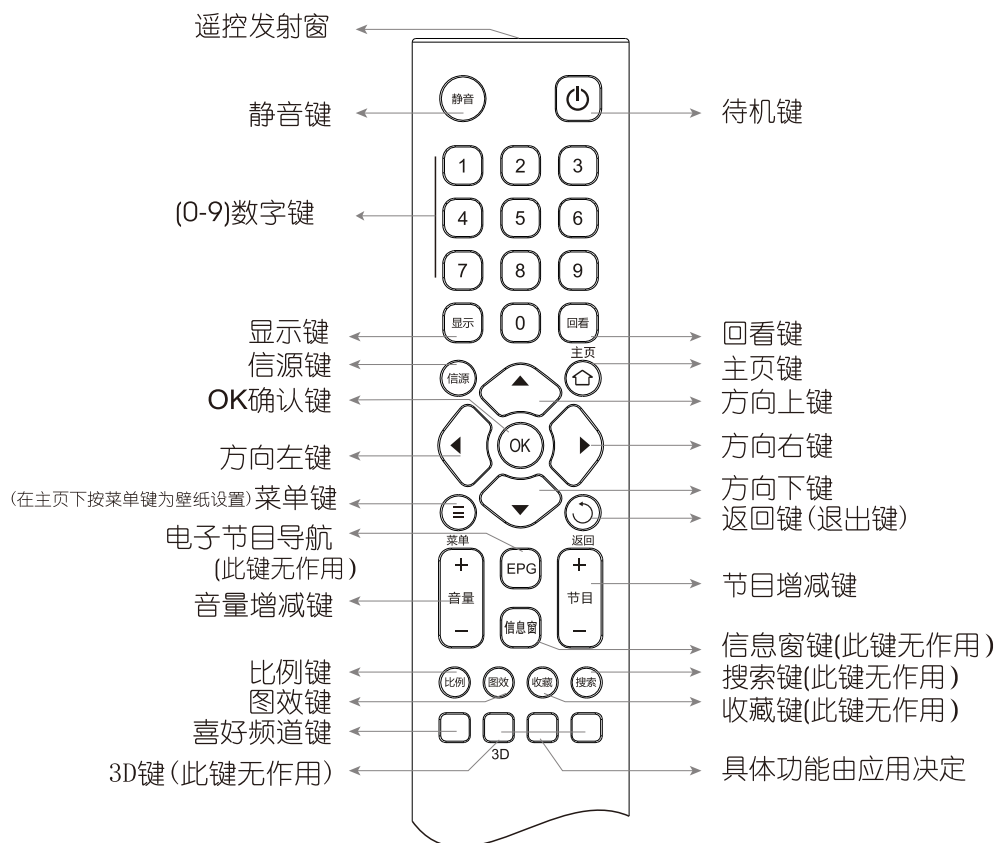 遥控发射窗
静音
静音键
待机键
1
2
3
(0-9)数字键
4
5
6
7
8
9
显示
0
回看
显示键
回看键
主页
信源键
信源
主页键
OK确认键
方向上键
OK
方向左键
方向右键
(在主页下按菜单键为壁纸设置)菜单键
方向下键
返回键(退出键)
菜单
返回
电子节目导航
(此键无作用)
+
EPG
+
音量增减键
音量
节目
节目增减键
－
信息窗
－
信息窗键(此键无作用)
比例键
比例
图效
收藏
搜索
搜索键(此键无作用)
图效键
收藏键(此键无作用)
喜好频道键
3D
3D键(此键无作用)
具体功能由应用决定